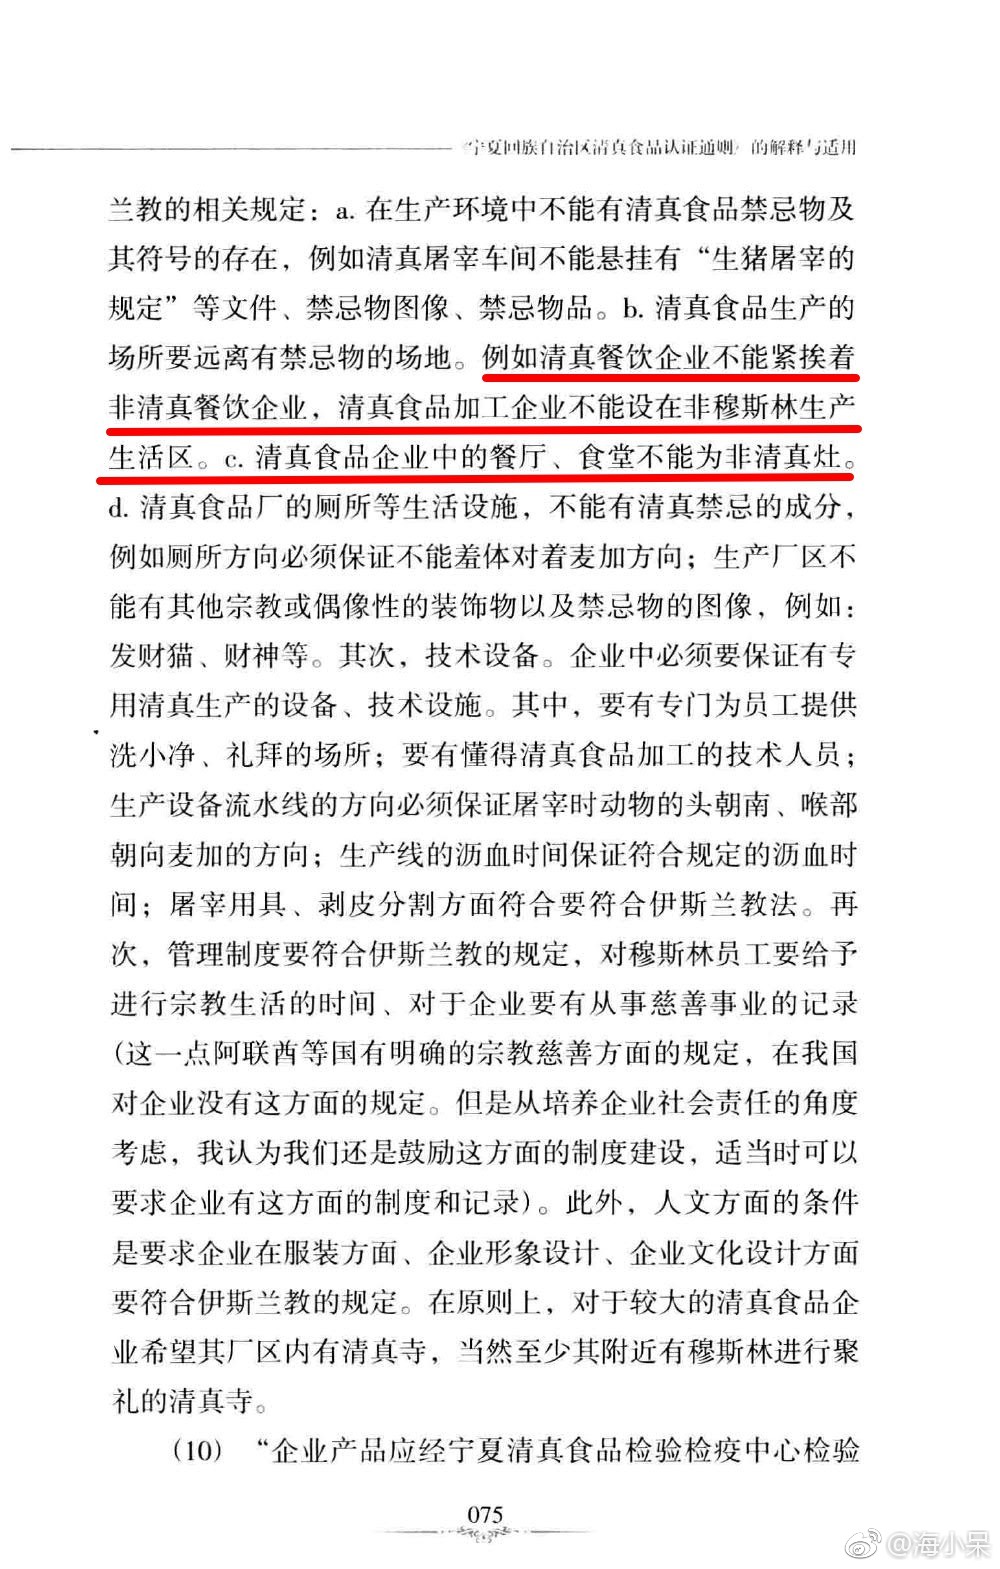 《宁夏回族自治区清真食品认证通则》的解释与适用
兰教的相关规定：a. 在生产环境中不能有清真食品禁忌物及
其符号的存在，例如清真屠宰车间不能悬挂有“生猪屠宰的
规定”等文件、禁忌物图像、禁忌物品。b. 清真食品生产的
场所要远离有禁忌物的场地。例如清真餐饮企业不能紧挨着
非清真餐饮企业，清真食品加工企业不能设在非穆斯林生产
生活区。c. 清真食品企业中的餐厅、食堂不能为非清真灶。
d. 清真食品厂的厕所等生活设施，不能有清真禁忌的成分，
例如厕所方向必须保证不能羞体对着麦加方向；生产厂区不
能有其他宗教或偶像性的装饰物以及禁忌物的图像，例如：
发财猫、财神等。其次，技术设备。企业中必须要保证有专
用清真生产的设备、技术设施。其中，要有专门为员工提供
洗小净、礼拜的场所；要有懂得清真食品加工的技术人员；
生产设备流水线的方向必须保证屠宰时动物的头朝南、喉部
朝向麦加的方向；生产线的沥血时间保证符合规定的沥血时
间；屠宰用具、剥皮分割方面符合要符合伊斯兰教法。再
次，管理制度要符合伊斯兰教的规定，对穆斯林员工要给予
进行宗教生活的时间、对于企业要有从事慈善事业的记录
（这一点阿联酋等国有明确的宗教慈善方面的规定，在我国
对企业没有这方面的规定。但是从培养企业社会责任的角度
考虑，我认为我们还是鼓励这方面的制度建设，适当时可以
要求企业有这方面的制度和记录）。此外，人文方面的条件
是要求企业在服装方面、企业形象设计、企业文化设计方面
要符合伊斯兰教的规定。在原则上，对于较大的清真食品企
业希望其厂区内有清真寺，当然至少其附近有穆斯林进行聚
礼的清真寺。
（10）“企业产品应经宁夏清真食品检验检疫中心检验
075
@海小呆